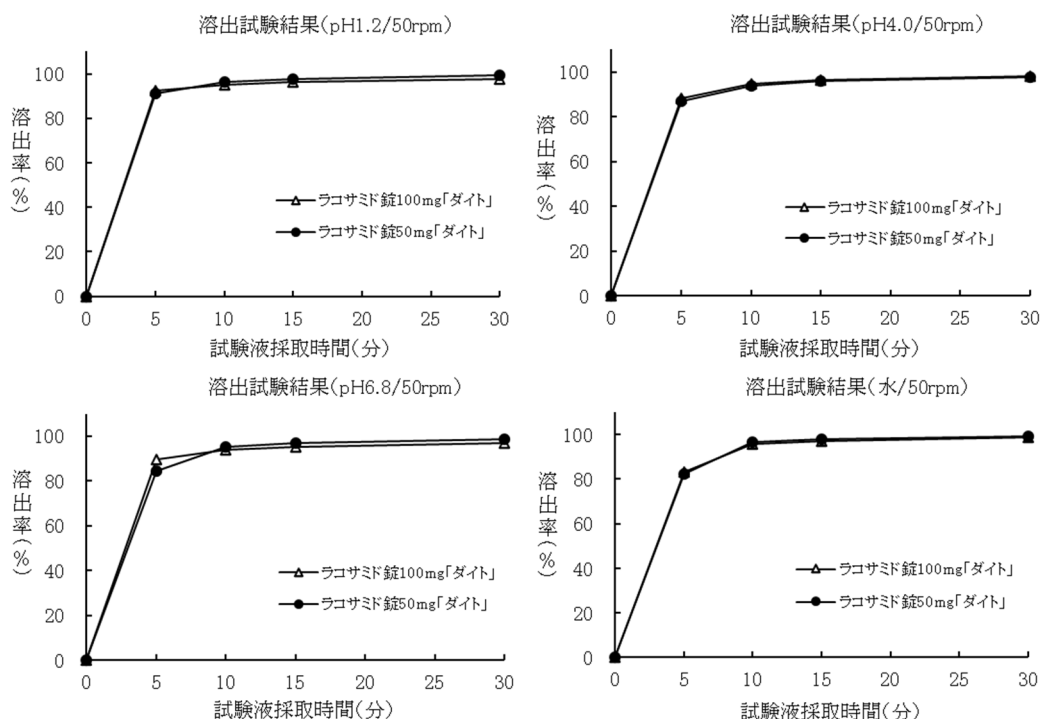 溶出試験結果(pH1.2/50rpm)
溶出率(%)
100
80
60
40
20
0
ラコサミド錠100mg「ダイト」
ラコサミド錠50mg「ダイト」
0 5 10 15 20 25 30
試験液採取時間(分)
溶出試験結果(pH4.0/50rpm)
溶出率(%)
100
80
60
40
20
0
ラコサミド錠100mg「ダイト」
ラコサミド錠50mg「ダイト」
0 5 10 15 20 25 30
試験液採取時間(分)
溶出試験結果(pH6.8/50rpm)
溶出率(%)
100
80
60
40
20
0
ラコサミド錠100mg「ダイト」
ラコサミド錠50mg「ダイト」
0 5 10 15 20 25 30
試験液採取時間(分)
溶出試験結果(水/50rpm)
溶出率(%)
100
80
60
40
20
0
ラコサミド錠100mg「ダイト」
ラコサミド錠50mg「ダイト」
0 5 10 15 20 25 30
試験液採取時間(分)